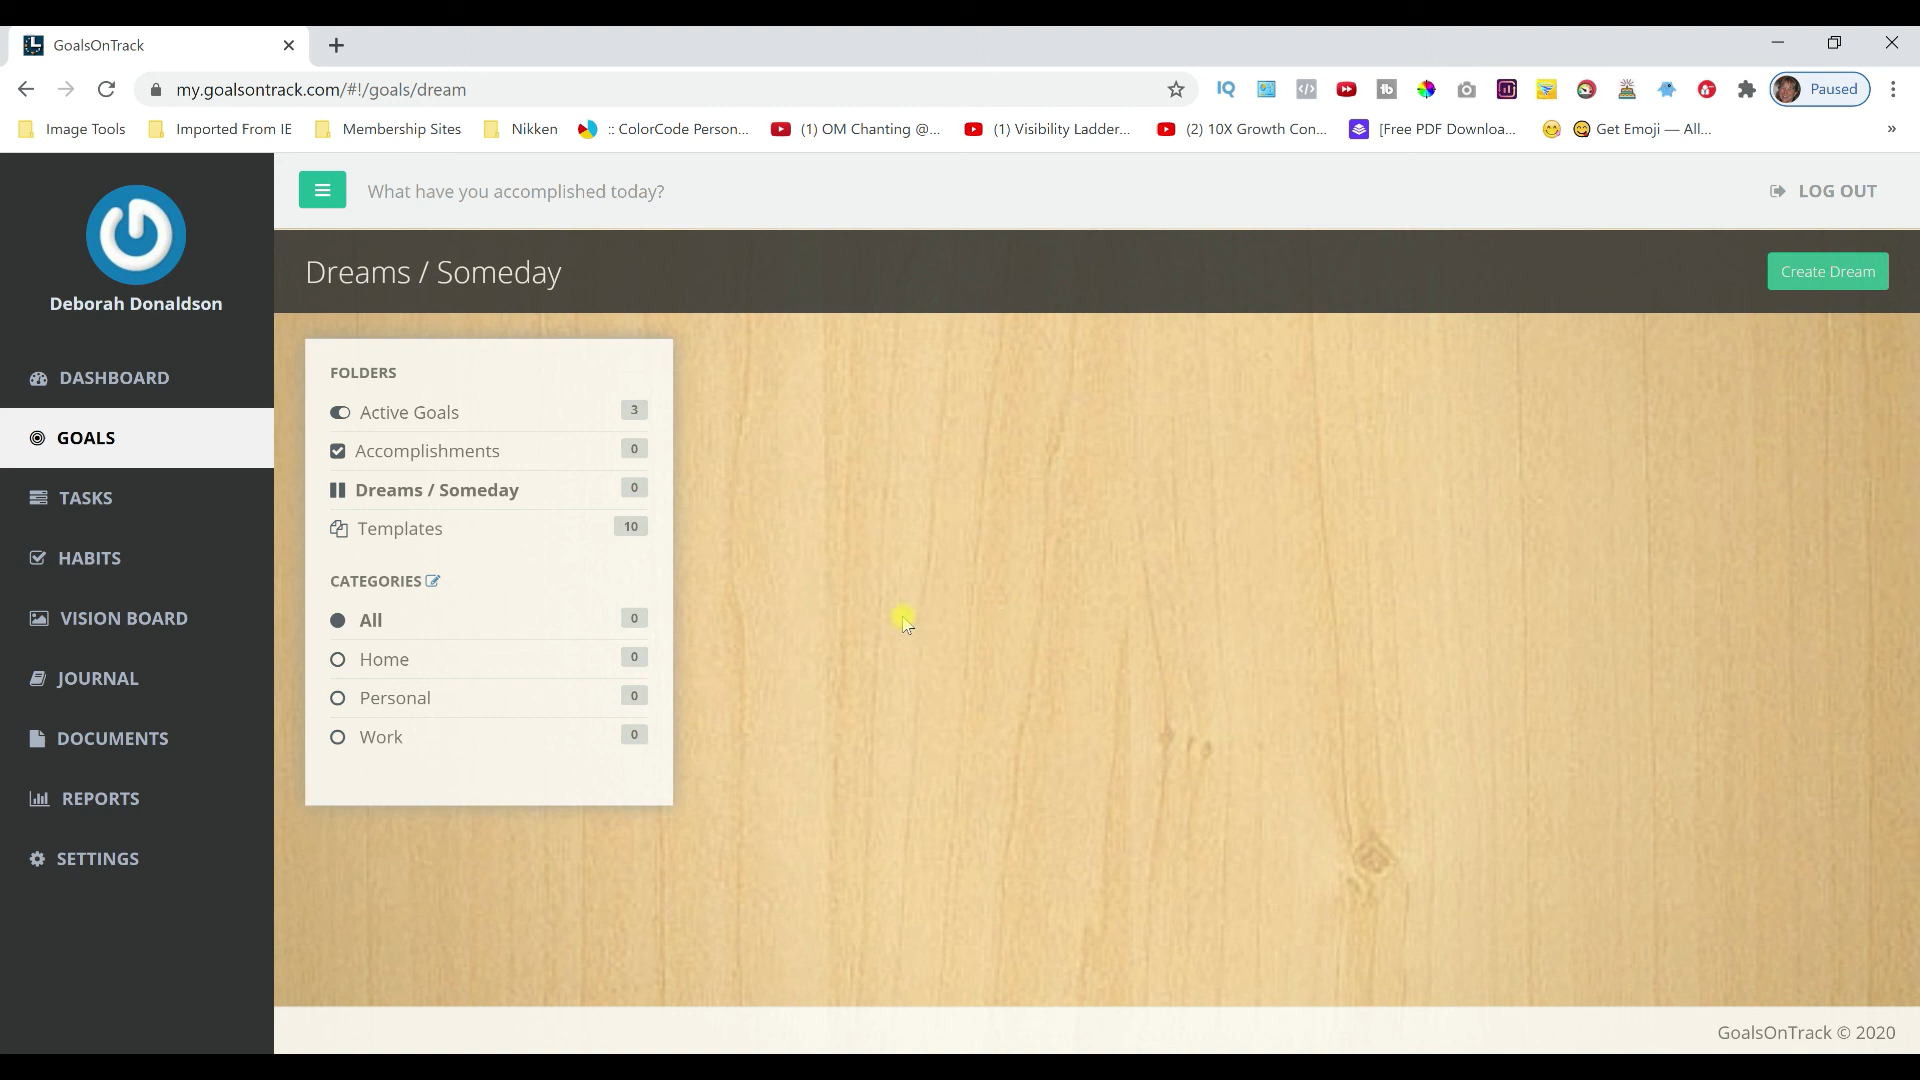 GoalsOnTrack
my.goalsontrack.com/#!/goals/dream
IQ
Paused
Image Tools
Imported From IE
Membership Sites
Nikken
:: ColorCode Person...
(1) OM Chanting @...
(1) Visibility Ladder...
(2) 10X Growth Con...
[Free PDF Downloa...
Get Emoji — All...
»
What have you accomplished today?
LOG OUT
Deborah Donaldson
DASHBOARD
GOALS
TASKS
HABITS
VISION BOARD
JOURNAL
DOCUMENTS
REPORTS
SETTINGS
Dreams / Someday
Create Dream
FOLDERS
Active Goals 3
Accomplishments 0
Dreams / Someday 0
Templates 10
CATEGORIES
All 0
Home 0
Personal 0
Work 0
GoalsOnTrack © 2020